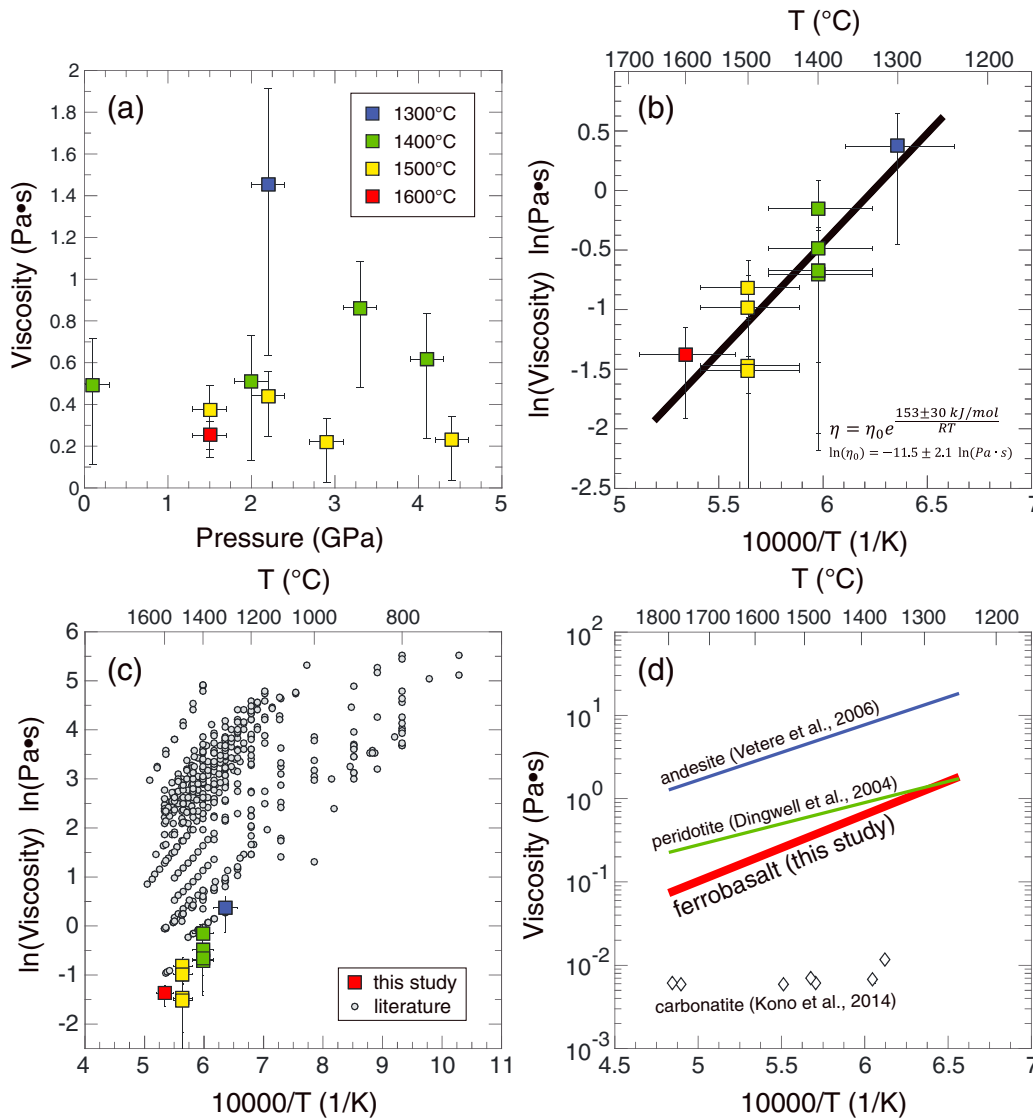 (a)
Viscosity (Pa•s)
2
1.8
1.6
1.4
1.2
1
0.8
0.6
0.4
0.2
0
0 1 2 3 4 5
Pressure (GPa)
1300°C
1400°C
1500°C
1600°C
T (°C)
1700 1600 1500 1400 1300 1200
(b)
ln(Viscosity) ln(Pa•s)
0.5
0
-0.5
-1
-1.5
-2
-2.5
5 5.5 6 6.5 7
10000/T (1/K)
η = η₀e^(153±30 kJ/mol / RT)
ln(η₀) = −11.5 ± 2.1 ln(Pa · s)
T (°C)
1600 1400 1200 1000 800
(c)
ln(Viscosity) ln(Pa•s)
6
5
4
3
2
1
0
-1
-2
4 5 6 7 8 9 10 11
10000/T (1/K)
this study
literature
T (°C)
1800 1700 1600 1500 1400 1300 1200
(d)
Viscosity (Pa•s)
10²
10¹
10⁰
10⁻¹
10⁻²
10⁻³
4.5 5 5.5 6 6.5 7
10000/T (1/K)
andesite (Vetere et al., 2006)
peridotite (Dingwell et al., 2004)
ferrobasalt (this study)
carbonatite (Kono et al., 2014)